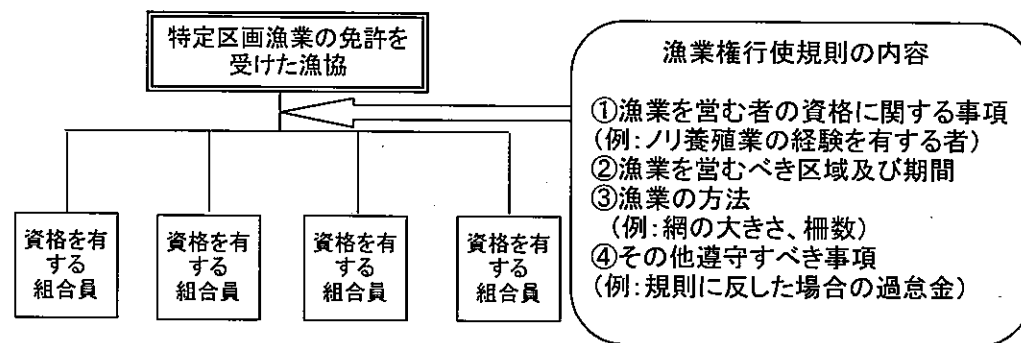 特定区画漁業の免許を
受けた漁協
漁業権行使規則の内容
①漁業を営む者の資格に関する事項
(例:ノリ養殖業の経験を有する者)
②漁業を営むべき区域及び期間
③漁業の方法
(例:網の大きさ、柵数)
④その他遵守すべき事項
(例:規則に反した場合の過怠金)
資格を有
する
組合員
資格を有
する
組合員
資格を有
する
組合員
資格を有
する
組合員